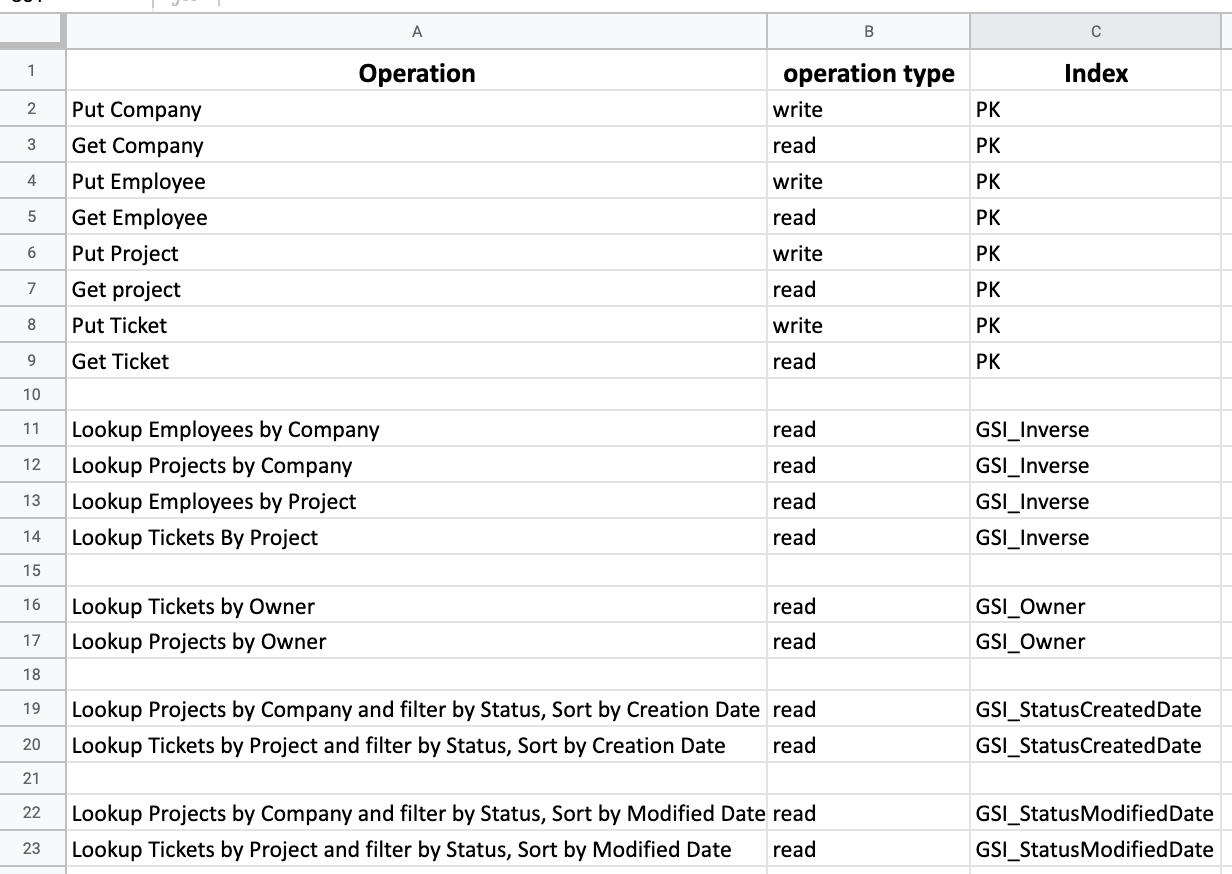 A B C
1 Operation operation type Index
2 Put Company write PK
3 Get Company read PK
4 Put Employee write PK
5 Get Employee read PK
6 Put Project write PK
7 Get project read PK
8 Put Ticket write PK
9 Get Ticket read PK
10
11 Lookup Employees by Company read GSI_Inverse
12 Lookup Projects by Company read GSI_Inverse
13 Lookup Employees by Project read GSI_Inverse
14 Lookup Tickets By Project read GSI_Inverse
15
16 Lookup Tickets by Owner read GSI_Owner
17 Lookup Projects by Owner read GSI_Owner
18
19 Lookup Projects by Company and filter by Status, Sort by Creation Date read GSI_StatusCreatedDate
20 Lookup Tickets by Project and filter by Status, Sort by Creation Date read GSI_StatusCreatedDate
21
22 Lookup Projects by Company and filter by Status, Sort by Modified Date read GSI_StatusModifiedDate
23 Lookup Tickets by Project and filter by Status, Sort by Modified Date read GSI_StatusModifiedDate